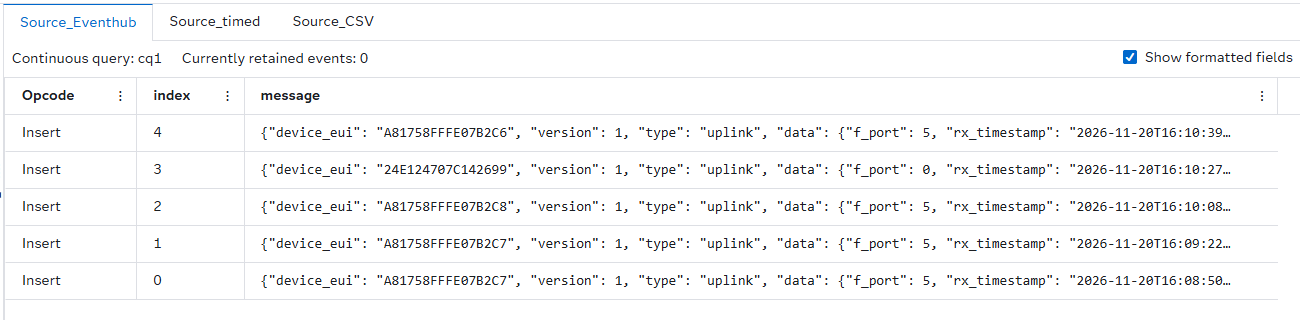 Source_Eventhub Source_timed Source_CSV
Continuous query: cq1 Currently retained events: 0 Show formatted fields
Opcode index message
Insert 4 {"device_eui": "A81758FFFE07B2C6", "version": 1, "type": "uplink", "data": {"f_port": 5, "rx_timestamp": "2026-11-20T16:10:39…
Insert 3 {"device_eui": "24E124707C142699", "version": 1, "type": "uplink", "data": {"f_port": 0, "rx_timestamp": "2026-11-20T16:10:27…
Insert 2 {"device_eui": "A81758FFFE07B2C8", "version": 1, "type": "uplink", "data": {"f_port": 5, "rx_timestamp": "2026-11-20T16:10:08…
Insert 1 {"device_eui": "A81758FFFE07B2C7", "version": 1, "type": "uplink", "data": {"f_port": 5, "rx_timestamp": "2026-11-20T16:09:22…
Insert 0 {"device_eui": "A81758FFFE07B2C7", "version": 1, "type": "uplink", "data": {"f_port": 5, "rx_timestamp": "2026-11-20T16:08:50…